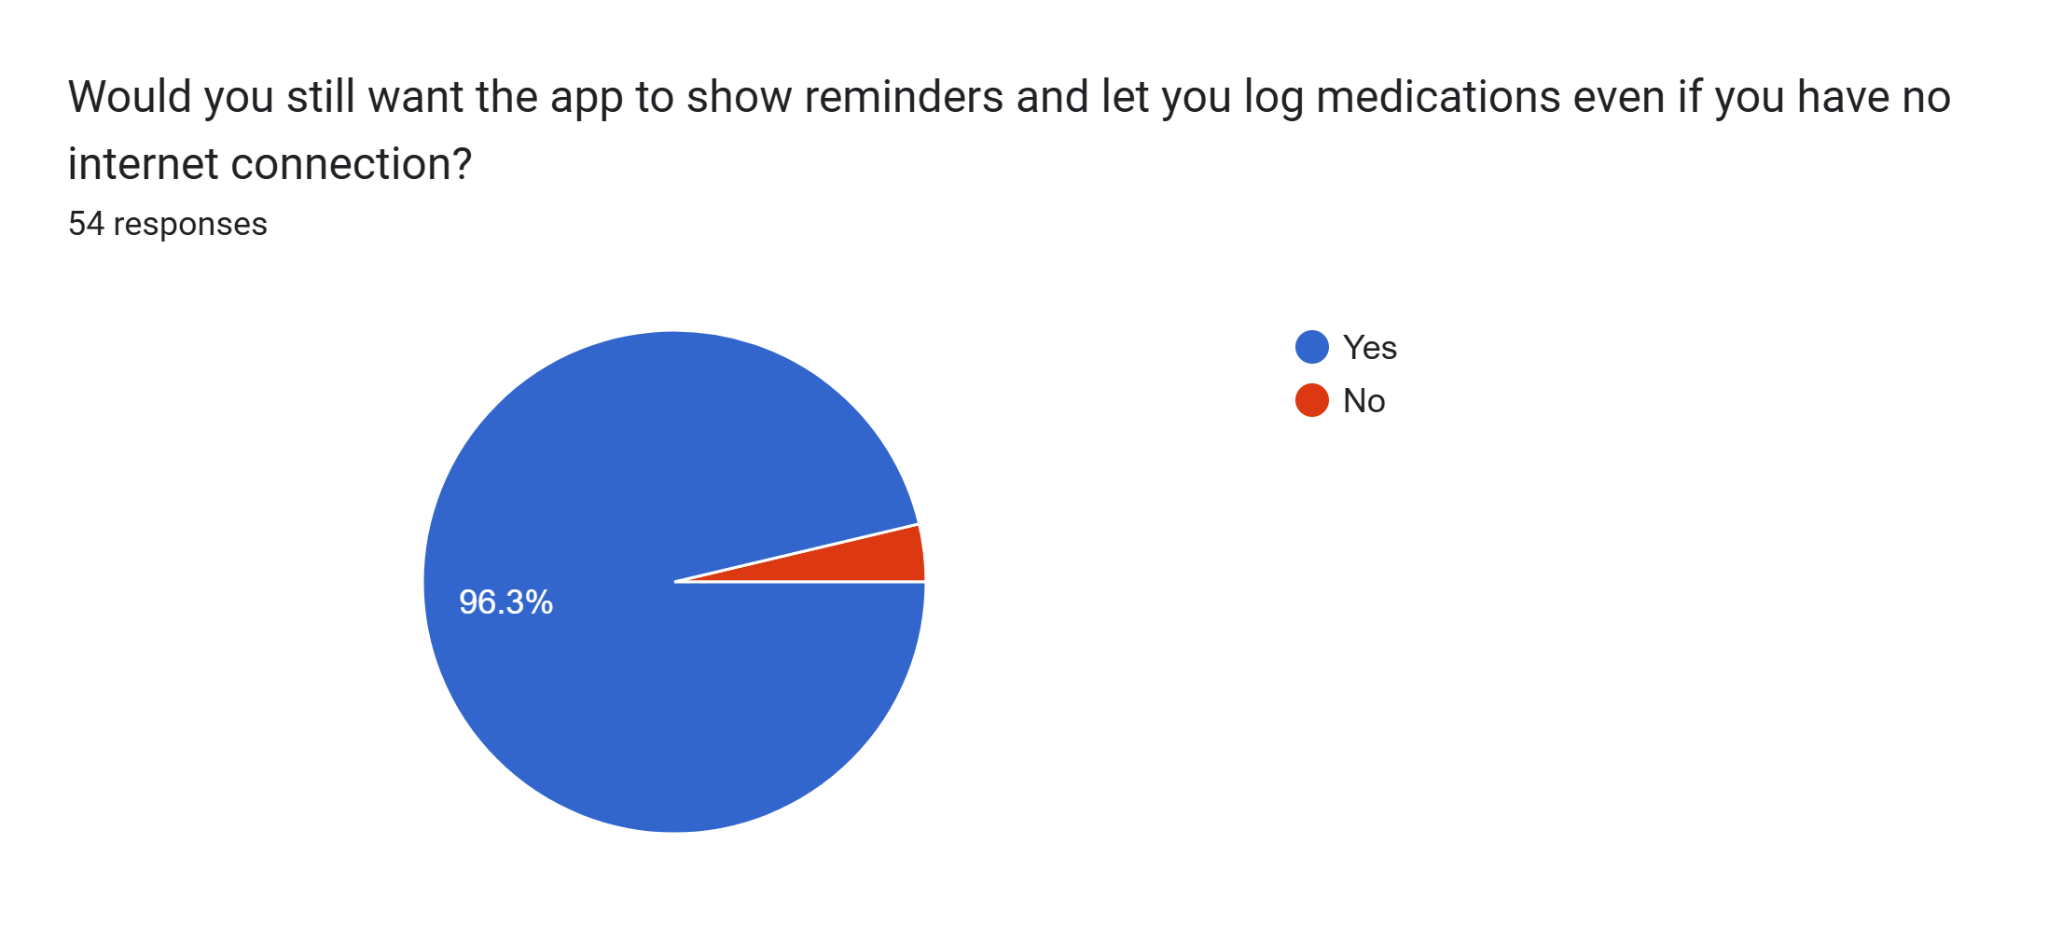 Would you still want the app to show reminders and let you log medications even if you have no
internet connection?
54 responses
Yes
No
96.3%